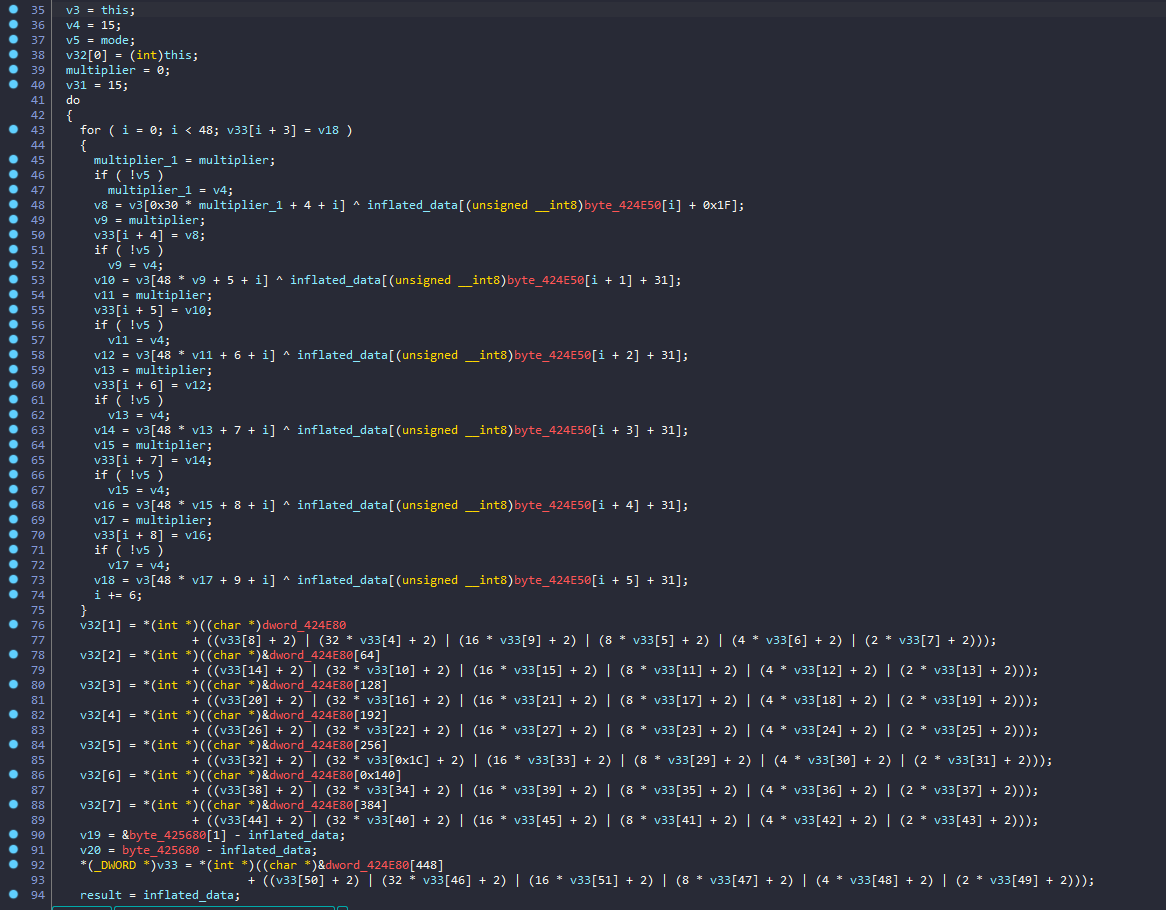 35 v3 = this;
36 v4 = 15;
37 v5 = mode;
38 v32[0] = (int)this;
39 multiplier = 0;
40 v31 = 15;
41 do
42 {
43 for ( i = 0; i < 48; v33[i + 3] = v18 )
44 {
45 multiplier_1 = multiplier;
46 if ( !v5 )
47 multiplier_1 = v4;
48 v8 = v3[0x30 * multiplier_1 + 4 + i] ^ inflated_data[(unsigned __int8)byte_424E50[i] + 0x1F];
49 v9 = multiplier;
50 v33[i + 4] = v8;
51 if ( !v5 )
52 v9 = v4;
53 v10 = v3[48 * v9 + 5 + i] ^ inflated_data[(unsigned __int8)byte_424E50[i + 1] + 31];
54 v11 = multiplier;
55 v33[i + 5] = v10;
56 if ( !v5 )
57 v11 = v4;
58 v12 = v3[48 * v11 + 6 + i] ^ inflated_data[(unsigned __int8)byte_424E50[i + 2] + 31];
59 v13 = multiplier;
60 v33[i + 6] = v12;
61 if ( !v5 )
62 v13 = v4;
63 v14 = v3[48 * v13 + 7 + i] ^ inflated_data[(unsigned __int8)byte_424E50[i + 3] + 31];
64 v15 = multiplier;
65 v33[i + 7] = v14;
66 if ( !v5 )
67 v15 = v4;
68 v16 = v3[48 * v15 + 8 + i] ^ inflated_data[(unsigned __int8)byte_424E50[i + 4] + 31];
69 v17 = multiplier;
70 v33[i + 8] = v16;
71 if ( !v5 )
72 v17 = v4;
73 v18 = v3[48 * v17 + 9 + i] ^ inflated_data[(unsigned __int8)byte_424E50[i + 5] + 31];
74 i += 6;
75 }
76 v32[1] = *(int *)((char *)dword_424E80
77 + ((v33[8] + 2) | (32 * v33[4] + 2) | (16 * v33[9] + 2) | (8 * v33[5] + 2) | (4 * v33[6] + 2) | (2 * v33[7] + 2)));
78 v32[2] = *(int *)((char *)&dword_424E80[64]
79 + ((v33[14] + 2) | (32 * v33[10] + 2) | (16 * v33[15] + 2) | (8 * v33[11] + 2) | (4 * v33[12] + 2) | (2 * v33[13] + 2)));
80 v32[3] = *(int *)((char *)&dword_424E80[128]
81 + ((v33[20] + 2) | (32 * v33[16] + 2) | (16 * v33[21] + 2) | (8 * v33[17] + 2) | (4 * v33[18] + 2) | (2 * v33[19] + 2)));
82 v32[4] = *(int *)((char *)&dword_424E80[192]
83 + ((v33[26] + 2) | (32 * v33[22] + 2) | (16 * v33[27] + 2) | (8 * v33[23] + 2) | (4 * v33[24] + 2) | (2 * v33[25] + 2)));
84 v32[5] = *(int *)((char *)&dword_424E80[256]
85 + ((v33[32] + 2) | (32 * v33[0x1C] + 2) | (16 * v33[33] + 2) | (8 * v33[29] + 2) | (4 * v33[30] + 2) | (2 * v33[31] + 2)));
86 v32[6] = *(int *)((char *)&dword_424E80[0x140]
87 + ((v33[38] + 2) | (32 * v33[34] + 2) | (16 * v33[39] + 2) | (8 * v33[35] + 2) | (4 * v33[36] + 2) | (2 * v33[37] + 2)));
88 v32[7] = *(int *)((char *)&dword_424E80[384]
89 + ((v33[44] + 2) | (32 * v33[40] + 2) | (16 * v33[45] + 2) | (8 * v33[41] + 2) | (4 * v33[42] + 2) | (2 * v33[43] + 2)));
90 v19 = &byte_425680[1] - inflated_data;
91 v20 = byte_425680 - inflated_data;
92 *(_DWORD *)v33 = *(int *)((char *)&dword_424E80[448]
93 + ((v33[50] + 2) | (32 * v33[46] + 2) | (16 * v33[51] + 2) | (8 * v33[47] + 2) | (4 * v33[48] + 2) | (2 * v33[49] + 2)));
94 result = inflated_data;